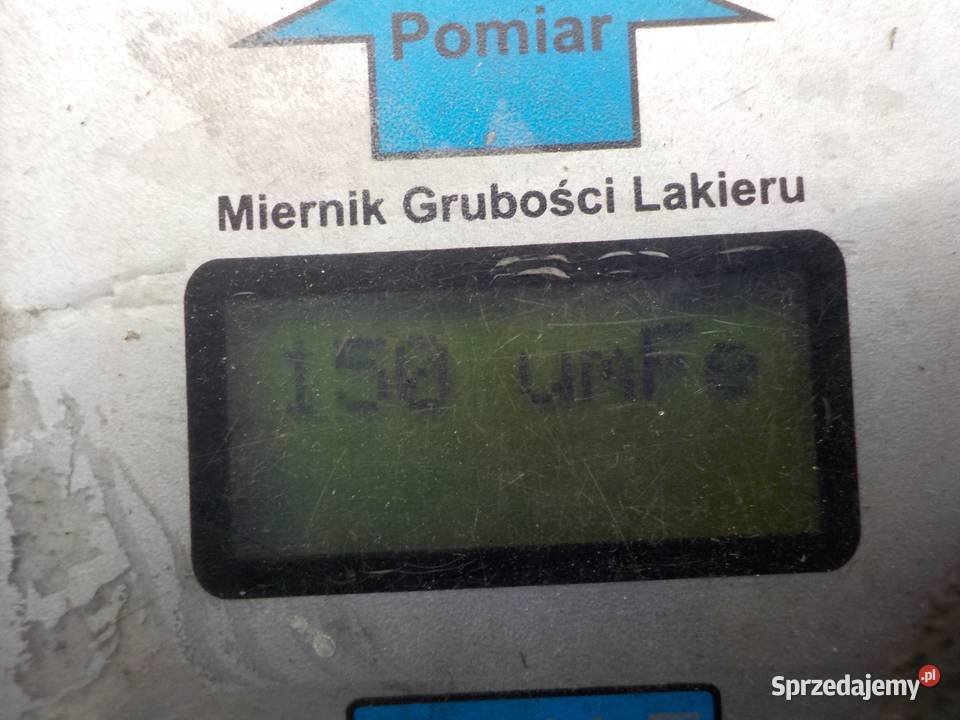 Pomiar
Miernik Grubości Lakieru
150 umFe
Sprzedajemy.pl